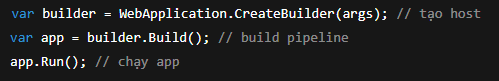 var builder = WebApplication.CreateBuilder(args); // tạo host
var app = builder.Build(); // build pipeline
app.Run(); // chạy app